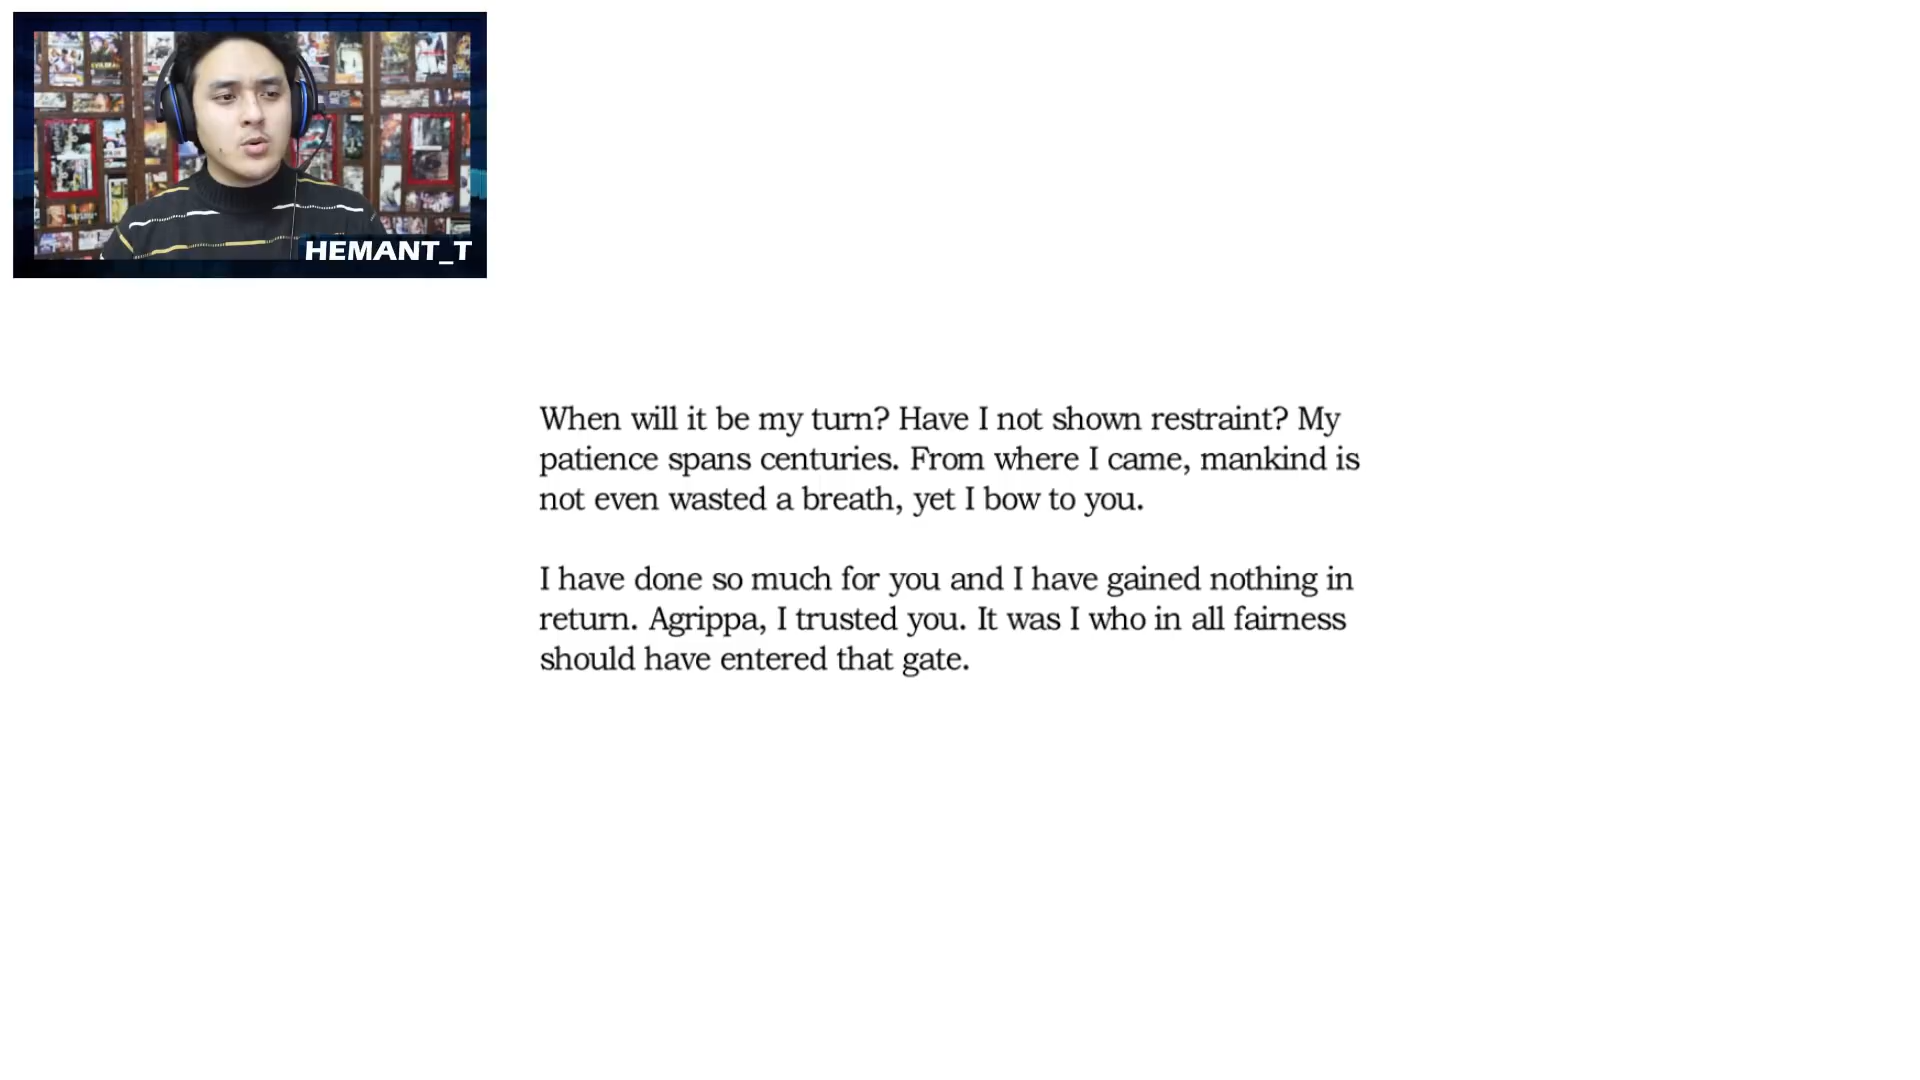 HEMANT_T
When will it be my turn? Have I not shown restraint? My
patience spans centuries. From where I came, mankind is
not even wasted a breath, yet I bow to you.
I have done so much for you and I have gained nothing in
return. Agrippa, I trusted you. It was I who in all fairness
should have entered that gate.